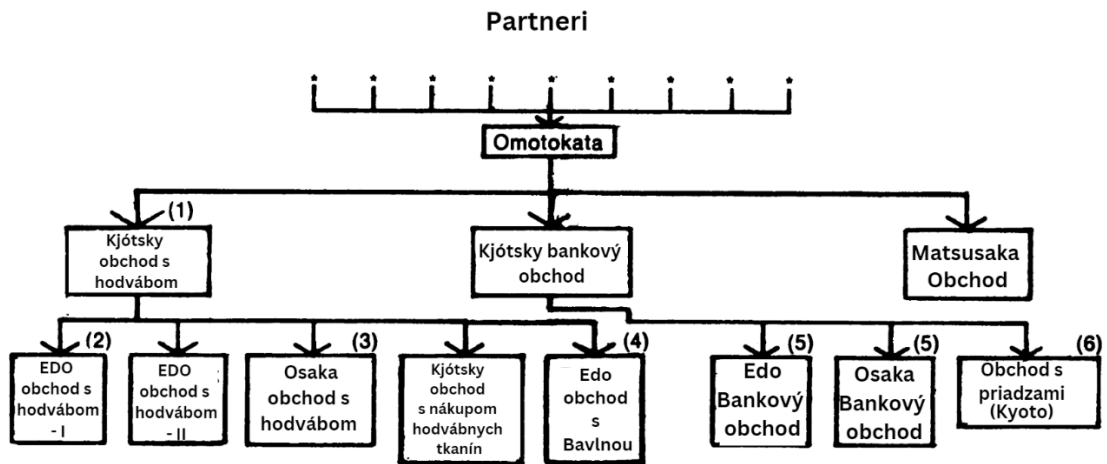 Partneri
* * * * * * * * *
Omotokata
(1)
Kjótsky
obchod s
hodvábom
Kjótsky bankový
obchod
Matsusaka
Obchod
(2)
EDO
obchod s
hodvábom
- I
EDO
obchod s
hodvábom
- II
(3)
Osaka
obchod s
hodvábom
Kjótsky
obchod
s nákupom
hodvábnych
tkanín
(4)
Edo
obchod
s
Bavlnou
(5)
Edo
Bankový
obchod
(5)
Osaka
Bankový
obchod
(6)
Obchod s
priadzami
(Kyoto)